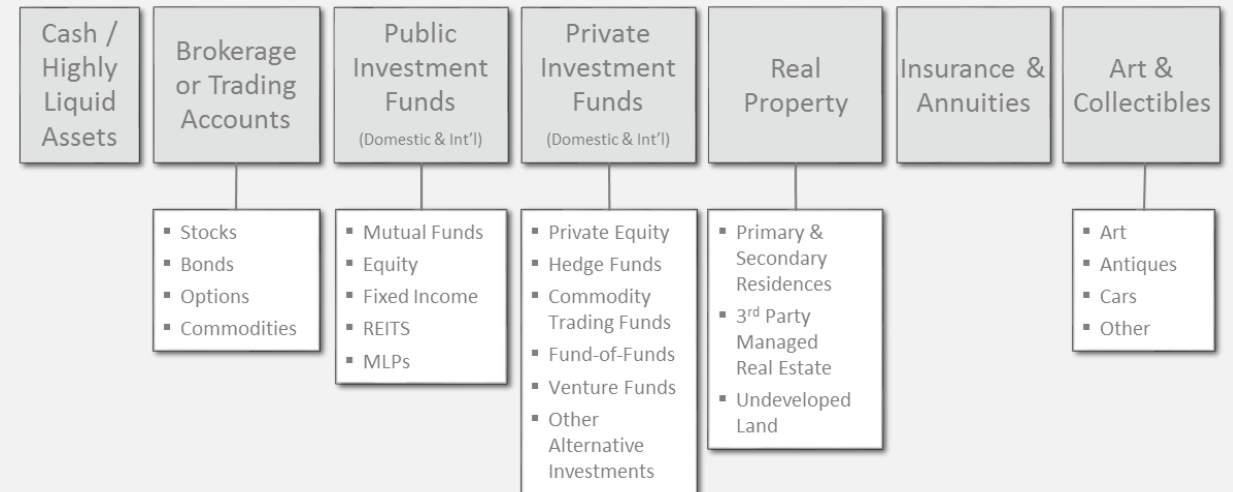 Cash /
Highly
Liquid
Assets
Brokerage
or Trading
Accounts
Public
Investment
Funds
(Domestic & Int'l)
Private
Investment
Funds
(Domestic & Int'l)
Real
Property
Insurance &
Annuities
Art &
Collectibles
▪ Stocks
▪ Bonds
▪ Options
▪ Commodities
▪ Mutual Funds
▪ Equity
▪ Fixed Income
▪ REITS
▪ MLPs
▪ Private Equity
▪ Hedge Funds
▪ Commodity
Trading Funds
▪ Fund-of-Funds
▪ Venture Funds
▪ Other
Alternative
Investments
▪ Primary &
Secondary
Residences
▪ 3rd Party
Managed
Real Estate
▪ Undeveloped
Land
▪ Art
▪ Antiques
▪ Cars
▪ Other